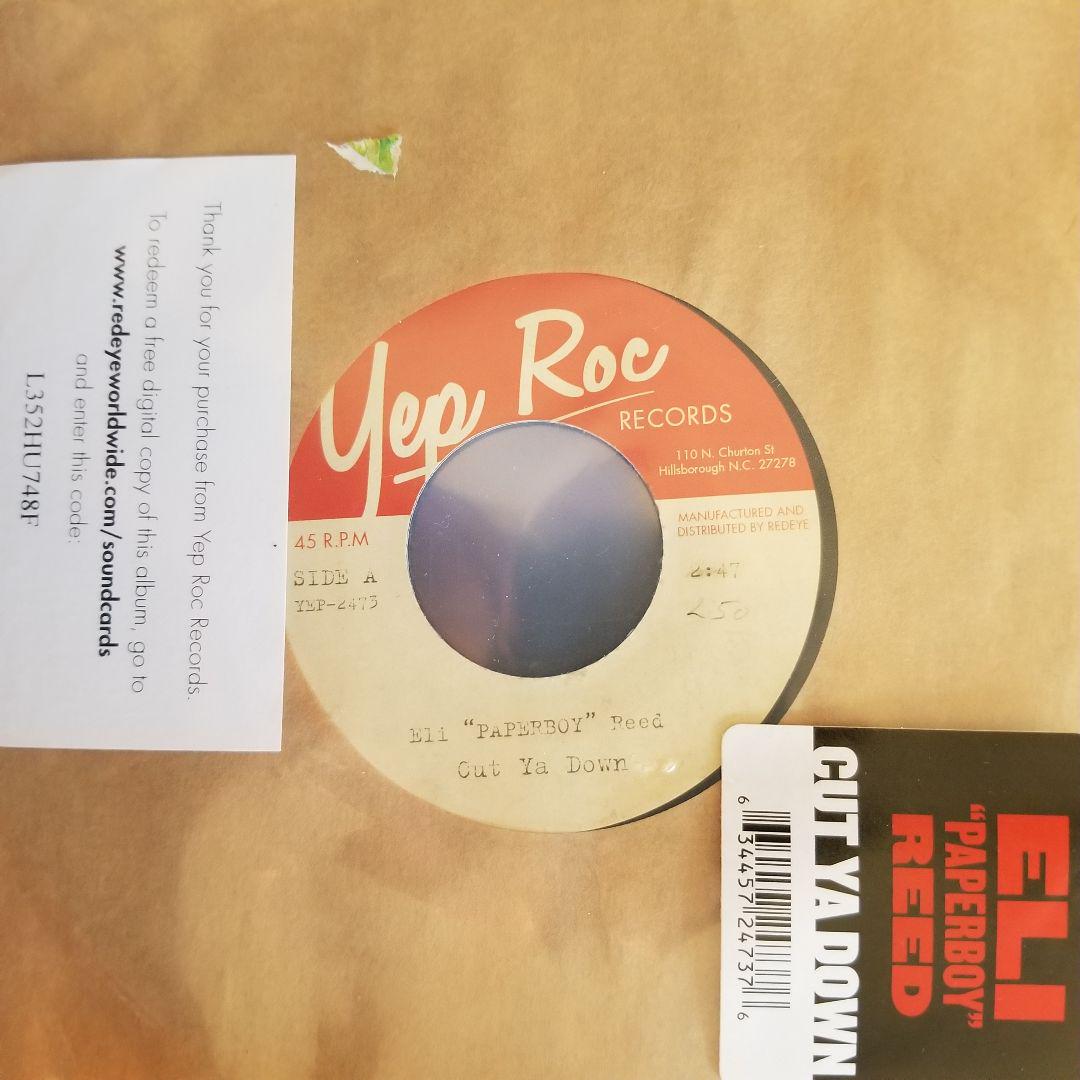 Yep Roc
RECORDS
110 N. Churton St
Hillsborough N.C. 27278
45 R.P.M
MANUFACTURED AND
DISTRIBUTED BY REDEYE
SIDE A
YEP-2473
2:47
250
Eli “PAPERBOY” Reed
Cut Ya Down
Thank you for your purchase from Yep Roc Records.
To redeem a free digital copy of this album, go to
www.redeyeworldwide.com/soundcards
and enter this code:
L352HU748F
ELI
“PAPERBOY”
REED
CUT YA DOWN
6 34457 24737 6